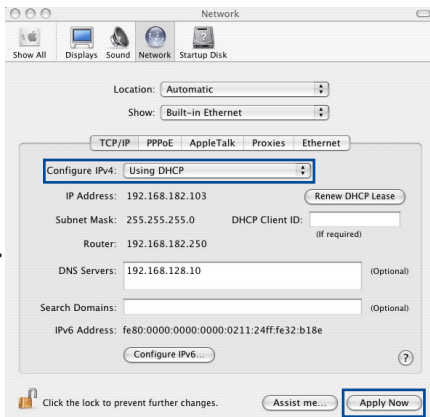 Network
Show All Displays Sound Network Startup Disk
Location: Automatic
Show: Built-in Ethernet
TCP/IP PPPoE AppleTalk Proxies Ethernet
Configure IPv4: Using DHCP
IP Address: 192.168.182.103 Renew DHCP Lease
Subnet Mask: 255.255.255.0 DHCP Client ID:
(If required)
Router: 192.168.182.250
DNS Servers: 192.168.128.10 (Optional)
Search Domains: (Optional)
IPv6 Address: fe80:0000:0000:0000:0211:24ff:fe32:b18e
Configure IPv6... ?
Click the lock to prevent further changes. Assist me... Apply Now